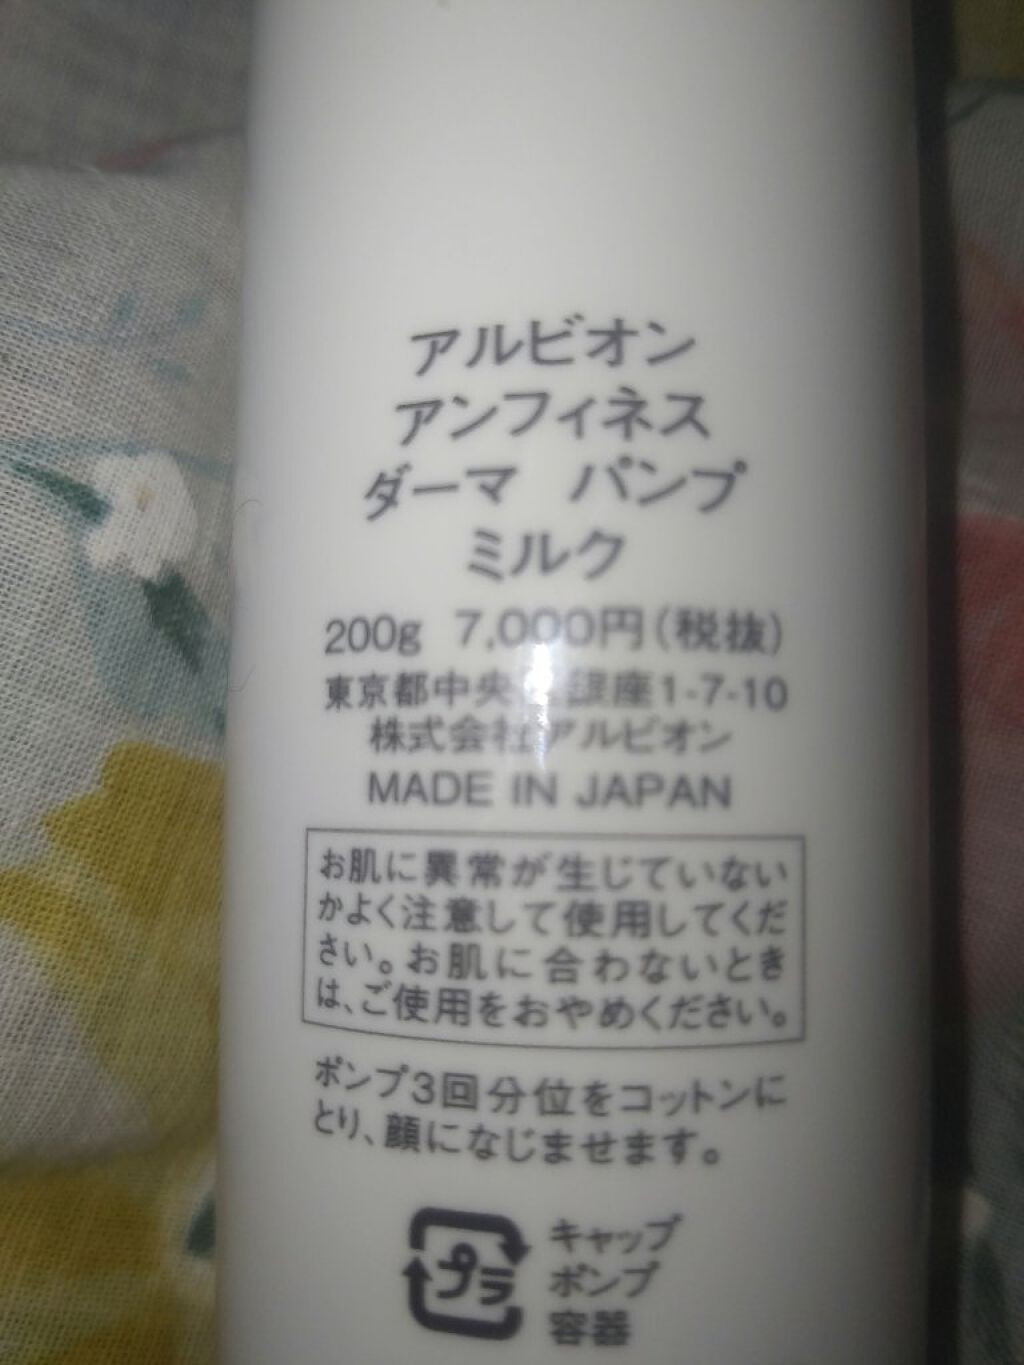 アルビオン
アンフィネス
ダーマ パンプ
ミルク
200g 7,000円(税抜)
東京都中央区銀座1-7-10
株式会社アルビオン
MADE IN JAPAN
お肌に異常が生じていない
かよく注意して使用してくだ
さい。お肌に合わないとき
は、ご使用をおやめください。
ポンプ3回分位をコットンに
とり、顔になじませます。
プラ
キャップ
ポンプ
容器